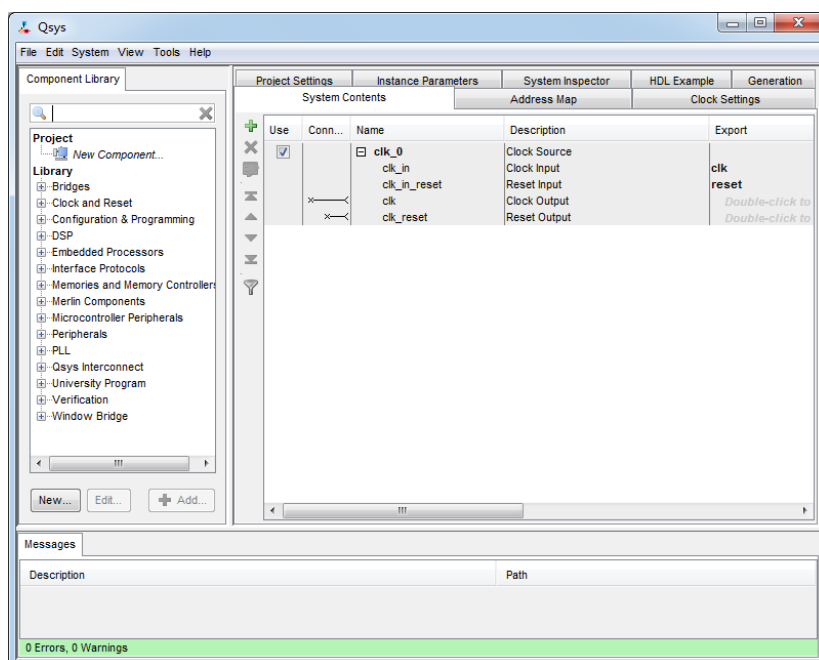 Qsys
File Edit System View Tools Help
Component Library
Project Settings Instance Parameters System Inspector HDL Example Generation
System Contents Address Map Clock Settings
Project
New Component...
Library
Bridges
Clock and Reset
Configuration & Programming
DSP
Embedded Processors
Interface Protocols
Memories and Memory Controllers
Merlin Components
Microcontroller Peripherals
Peripherals
PLL
Qsys Interconnect
University Program
Verification
Window Bridge
New... Edit... Add...
Use Conn... Name Description Export
clk_0 Clock Source
clk_in Clock Input clk
clk_in_reset Reset Input reset
clk Clock Output Double-click to
clk_reset Reset Output Double-click to
Messages
Description Path
0 Errors, 0 Warnings